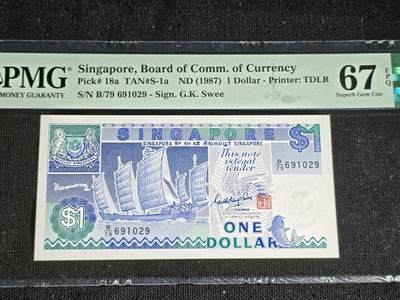 PMG
MONEY GUARANTY
Singapore, Board of Comm. of Currency
Pick# 18a TAN#S-1a ND (1987) 1 Dollar - Printer: TDLR
S/N B/79 691029 - Sign. G.K. Swee
67 EPQ
Superb Gem Unc
SINGAPORE
$1
This note
is legal
tender
B/79 691029
$1
B/79 691029
ONE
DOLLAR